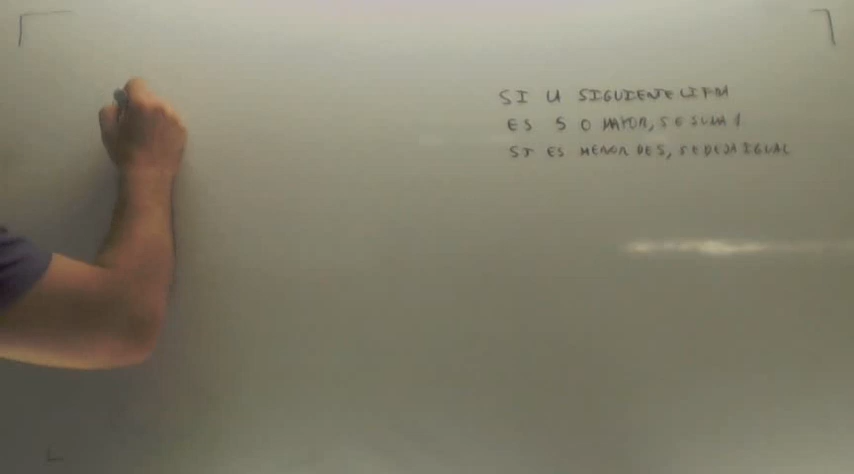 SI LA SIGUIENTE CIFRA
ES 5 O MAYOR, SE SUMA 1
SI ES MENOR DE 5, SE DEJA IGUAL